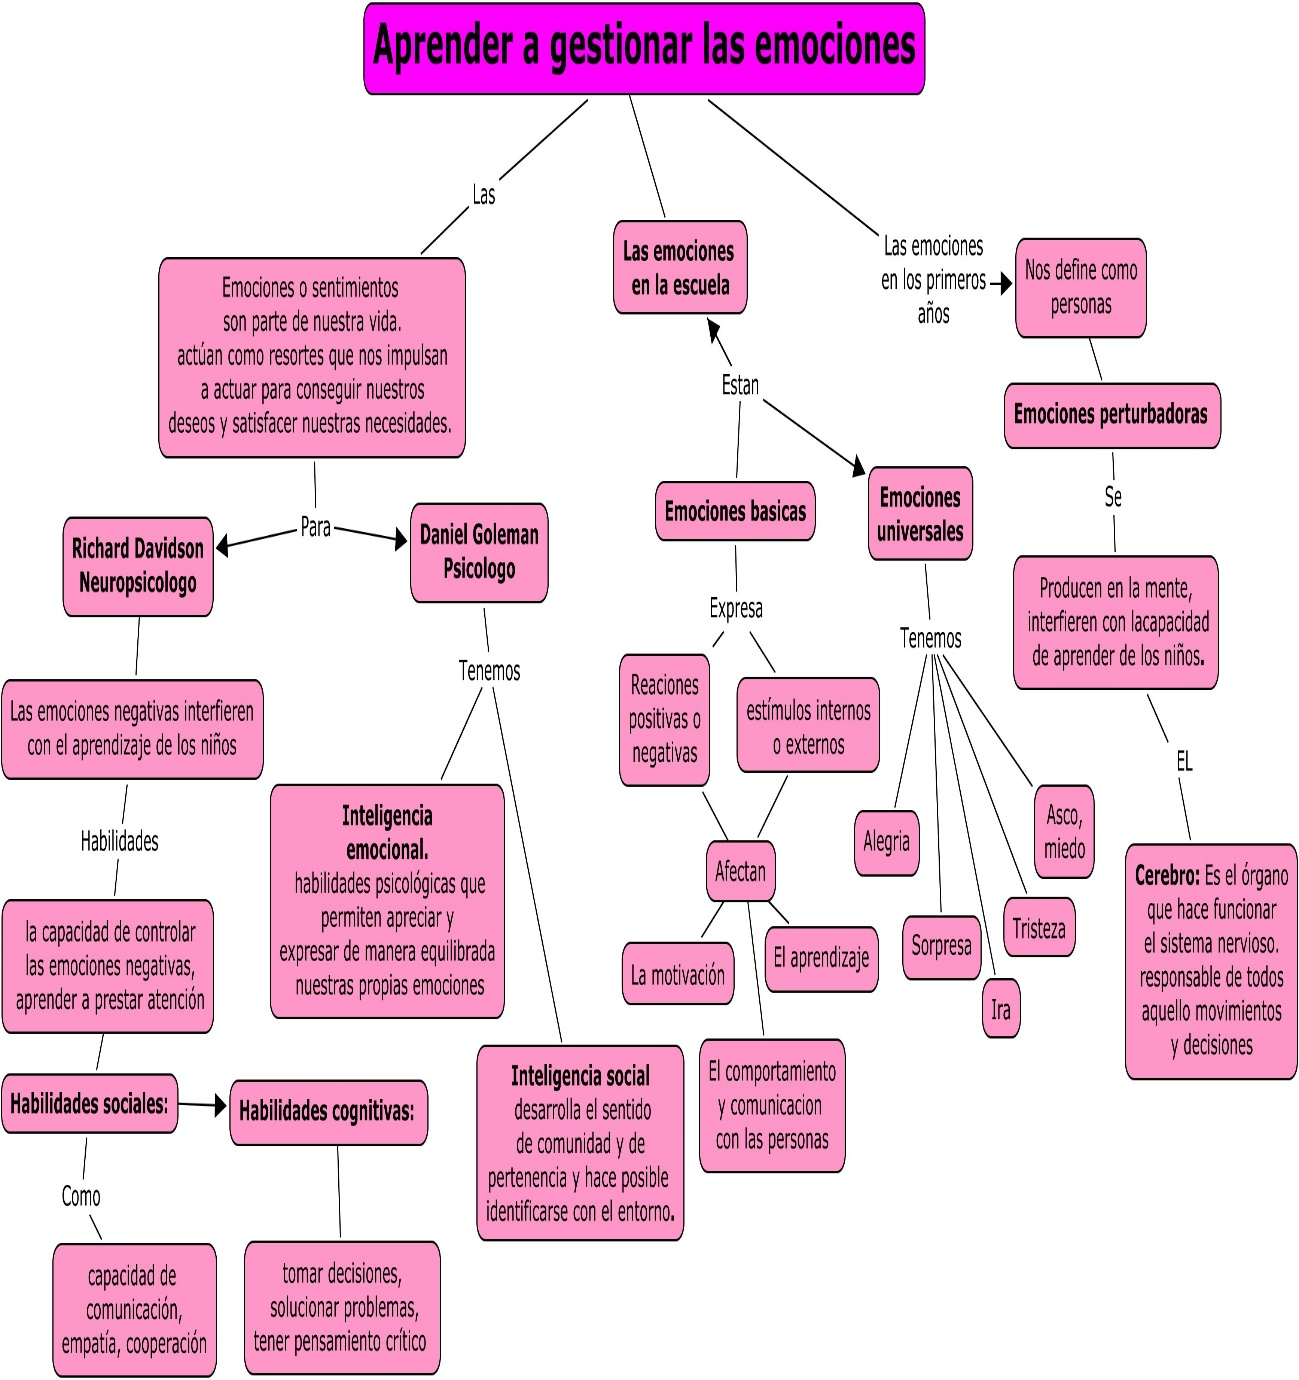 Aprender a gestionar las emociones
Las
Emociones o sentimientos
son parte de nuestra vida.
actúan como resortes que nos impulsan
a actuar para conseguir nuestros
deseos y satisfacer nuestras necesidades.
Para
Richard Davidson
Neuropsicologo
Las emociones negativas interfieren
con el aprendizaje de los niños
Habilidades
la capacidad de controlar
las emociones negativas,
aprender a prestar atención
Habilidades sociales:
Como
capacidad de
comunicación,
empatía, cooperación
Habilidades cognitivas:
tomar decisiones,
solucionar problemas,
tener pensamiento crítico
Daniel Goleman
Psicologo
Tenemos
Inteligencia
emocional.
habilidades psicológicas que
permiten apreciar y
expresar de manera equilibrada
nuestras propias emociones
Inteligencia social
desarrolla el sentido
de comunidad y de
pertenencia y hace posible
identificarse con el entorno.
Las emociones
en la escuela
Estan
Emociones basicas
Expresa
Reaciones
positivas o
negativas
estímulos internos
o externos
Afectan
La motivación
El aprendizaje
El comportamiento
y comunicacion
con las personas
Emociones
universales
Tenemos
Alegria
Sorpresa
Ira
Tristeza
Asco,
miedo
Las emociones
en los primeros
años
Nos define como
personas
Emociones perturbadoras
Se
Producen en la mente,
interfieren con lacapacidad
de aprender de los niños.
EL
Cerebro: Es el órgano
que hace funcionar
el sistema nervioso.
responsable de todos
aquello movimientos
y decisiones